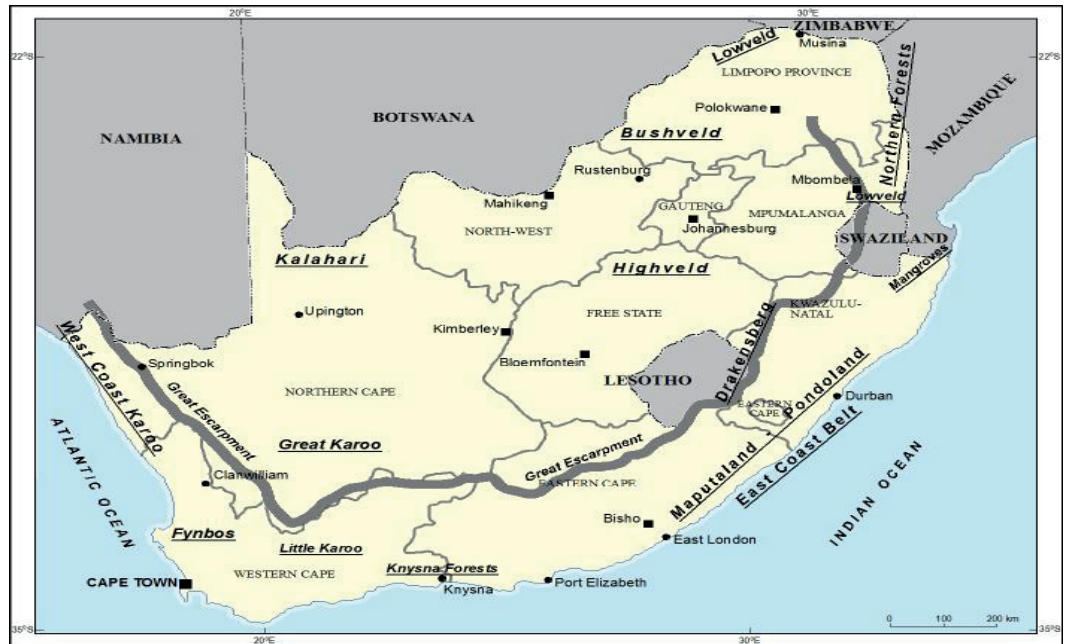 20°E
30°E
22°S
22°S
ZIMBABWE
Musina
Lowveld
LIMPOPO PROVINCE
Northern Forests
MOZAMBIQUE
Polokwane
BOTSWANA
NAMIBIA
Bushveld
Rustenburg
Mbombela
Lowveld
Mahikeng
GAUTENG
Johannesburg
MPUMALANGA
NORTH-WEST
SWAZILAND
Kalahari
Highveld
Mangroves
KWAZULU-
NATAL
Upington
FREE STATE
Kimberley
Drakensberg
Bloemfontein
West Coast Karoo
Springbok
LESOTHO
NORTHERN CAPE
Durban
EASTERN
CAPE
Great Escarpment
Great Karoo
Great Escarpment
Maputaland - Pondoland
East Coast Belt
ATLANTIC OCEAN
Clanwilliam
EASTERN CAPE
INDIAN OCEAN
Bisho
Fynbos
East London
Little Karoo
Knysna Forests
WESTERN CAPE
CAPE TOWN
Knysna
Port Elizabeth
0 100 200 km
35°S
35°S
20°E
30°E